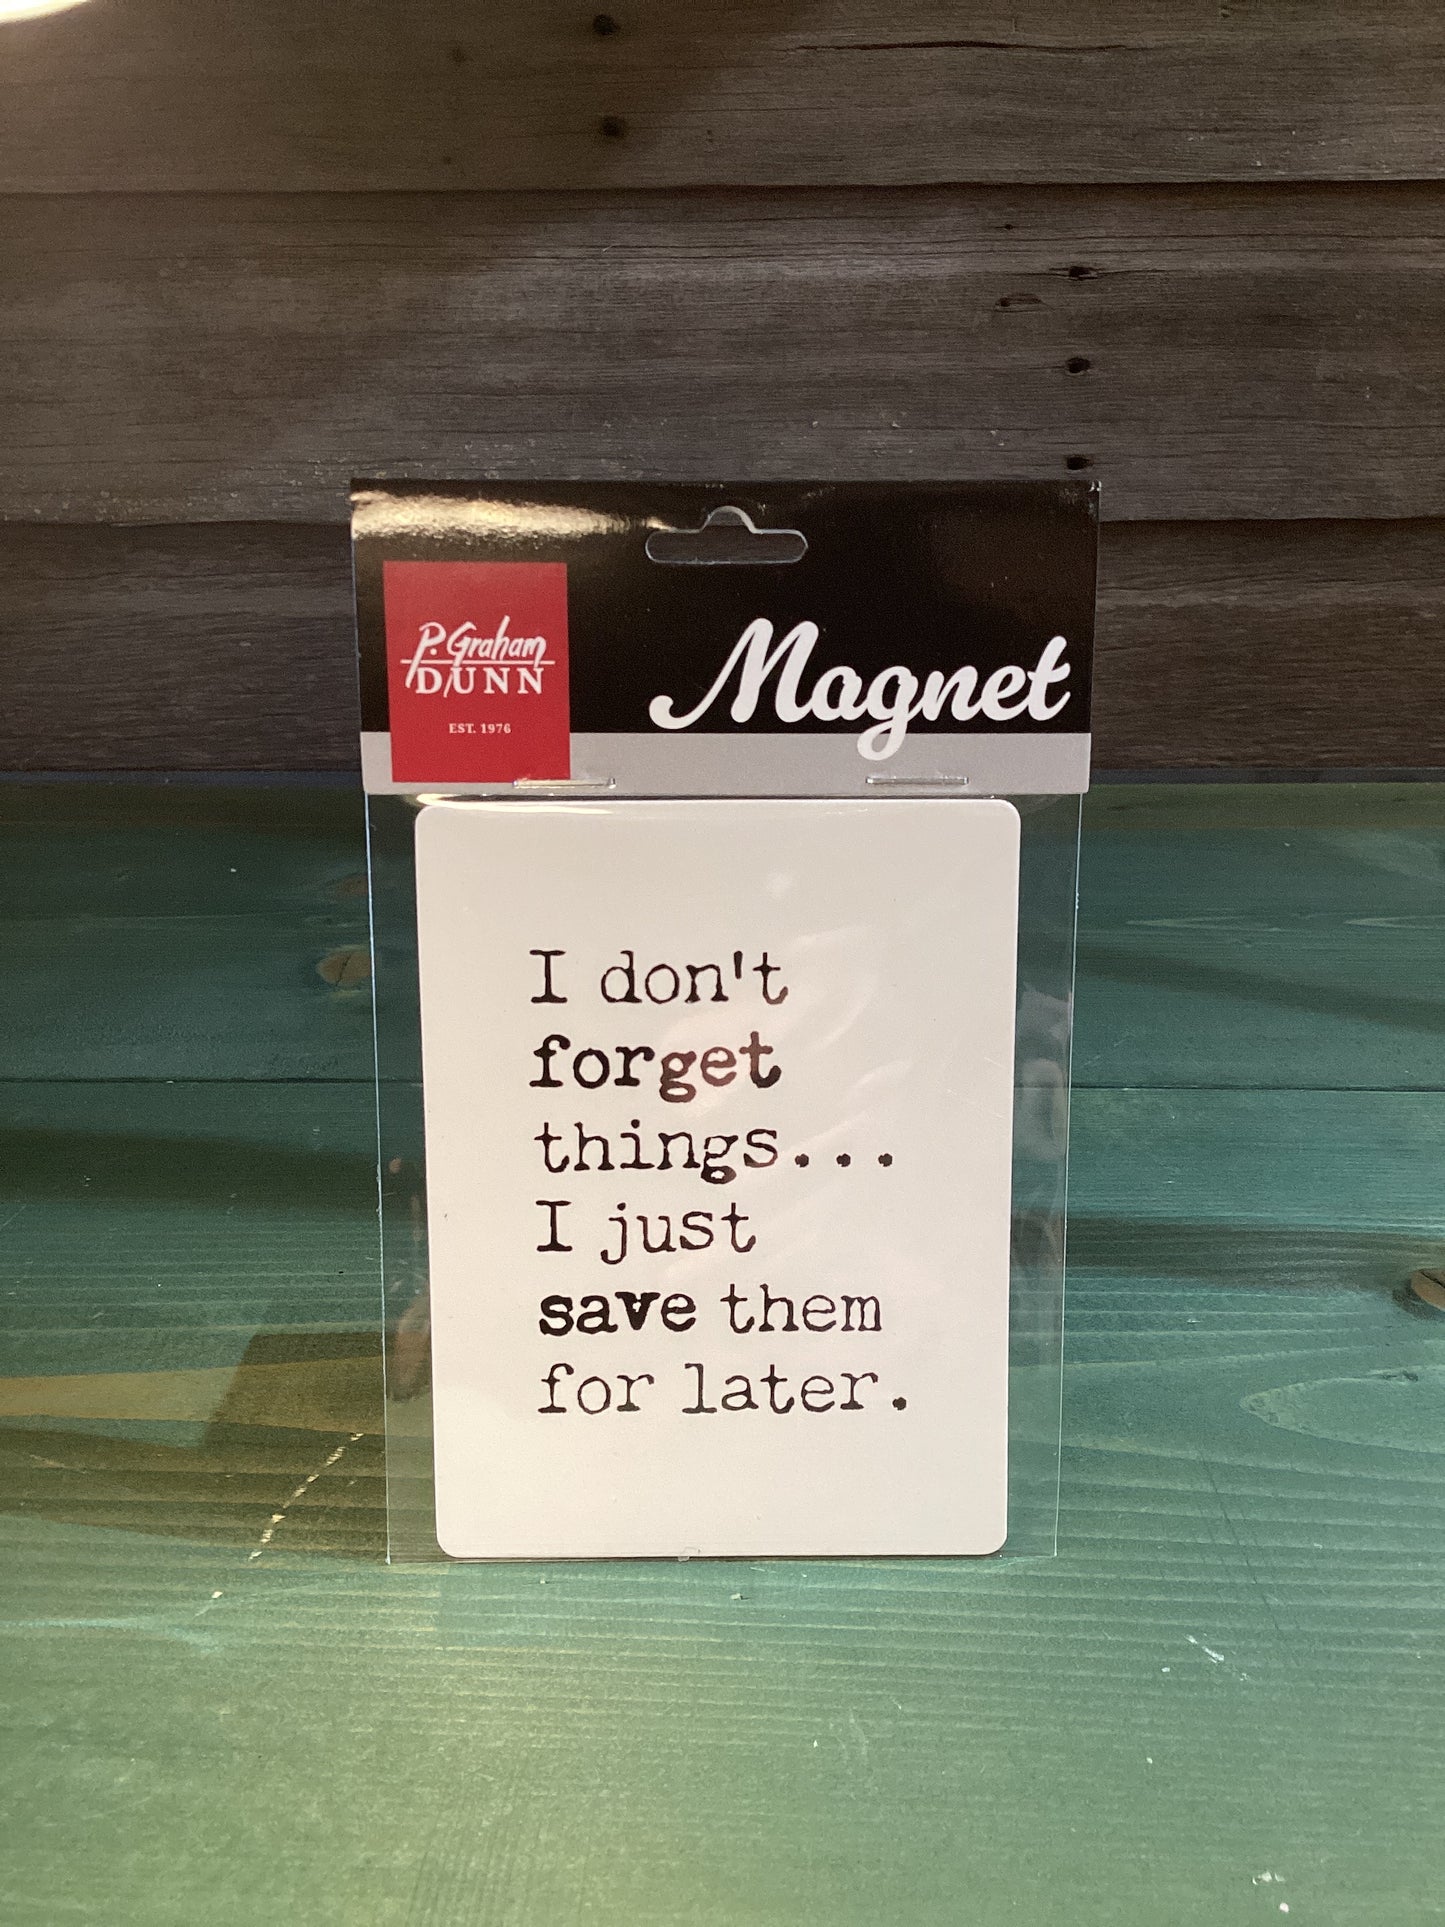 P. Graham
DUNN
EST. 1976
Magnet
I don't
forget
things...
I just
save them
for later.